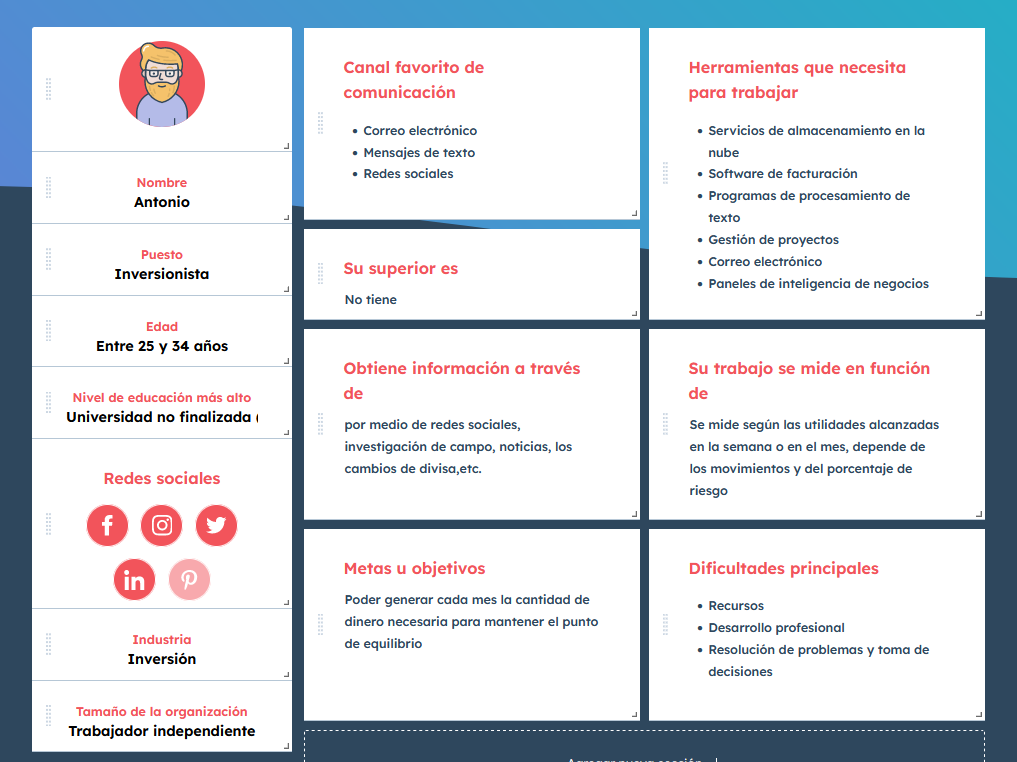 Nombre
Antonio
Puesto
Inversionista
Edad
Entre 25 y 34 años
Nivel de educación más alto
Universidad no finalizada (
Redes sociales
Industria
Inversión
Tamaño de la organización
Trabajador independiente
Canal favorito de
comunicación
• Correo electrónico
• Mensajes de texto
• Redes sociales
Herramientas que necesita
para trabajar
• Servicios de almacenamiento en la
nube
• Software de facturación
• Programas de procesamiento de
texto
• Gestión de proyectos
• Correo electrónico
• Paneles de inteligencia de negocios
Su superior es
No tiene
Obtiene información a través
de
por medio de redes sociales,
investigación de campo, noticias, los
cambios de divisa,etc.
Su trabajo se mide en función
de
Se mide según las utilidades alcanzadas
en la semana o en el mes, depende de
los movimientos y del porcentaje de
riesgo
Metas u objetivos
Poder generar cada mes la cantidad de
dinero necesaria para mantener el punto
de equilibrio
Dificultades principales
• Recursos
• Desarrollo profesional
• Resolución de problemas y toma de
decisiones
Agregar nueva sección